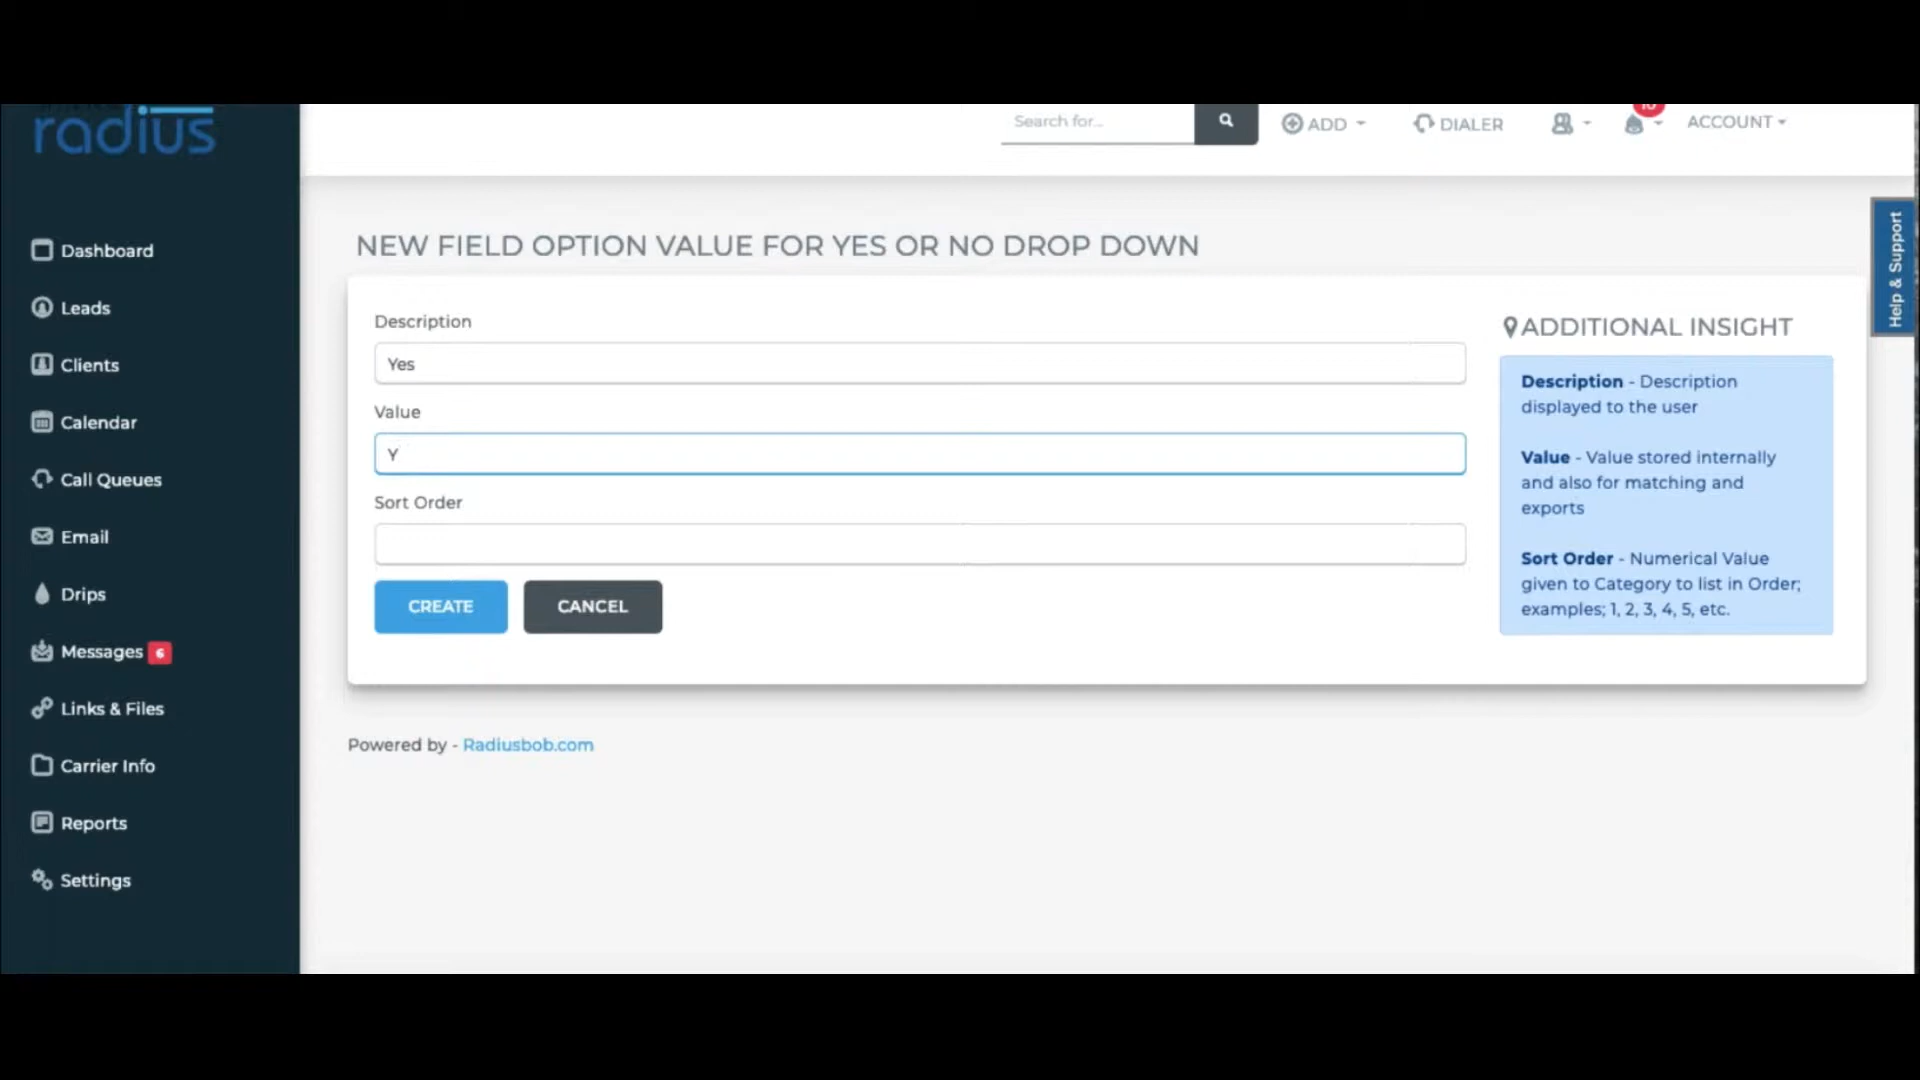 radius
Search for...
ADD
DIALER
ACCOUNT
Help & Support
Dashboard
Leads
Clients
Calendar
Call Queues
Email
Drips
Messages 6
Links & Files
Carrier Info
Reports
Settings
NEW FIELD OPTION VALUE FOR YES OR NO DROP DOWN
Description
Yes
Value
Y
Sort Order
CREATE
CANCEL
ADDITIONAL INSIGHT
Description - Description
displayed to the user
Value - Value stored internally
and also for matching and
exports
Sort Order - Numerical Value
given to Category to list in Order;
examples; 1, 2, 3, 4, 5, etc.
Powered by - Radiusbob.com